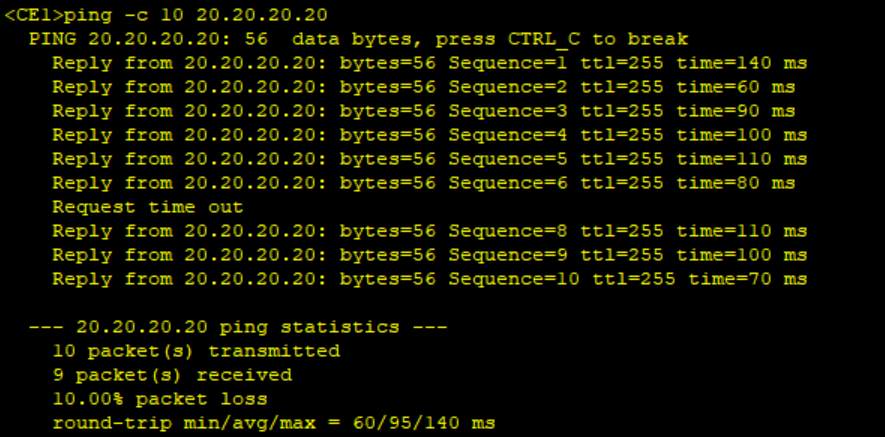 <CE1>ping -c 10 20.20.20.20
PING 20.20.20.20: 56  data bytes, press CTRL_C to break
Reply from 20.20.20.20: bytes=56 Sequence=1 ttl=255 time=140 ms
Reply from 20.20.20.20: bytes=56 Sequence=2 ttl=255 time=60 ms
Reply from 20.20.20.20: bytes=56 Sequence=3 ttl=255 time=90 ms
Reply from 20.20.20.20: bytes=56 Sequence=4 ttl=255 time=100 ms
Reply from 20.20.20.20: bytes=56 Sequence=5 ttl=255 time=110 ms
Reply from 20.20.20.20: bytes=56 Sequence=6 ttl=255 time=80 ms
Request time out
Reply from 20.20.20.20: bytes=56 Sequence=8 ttl=255 time=110 ms
Reply from 20.20.20.20: bytes=56 Sequence=9 ttl=255 time=100 ms
Reply from 20.20.20.20: bytes=56 Sequence=10 ttl=255 time=70 ms
--- 20.20.20.20 ping statistics ---
10 packet(s) transmitted
9 packet(s) received
10.00% packet loss
round-trip min/avg/max = 60/95/140 ms